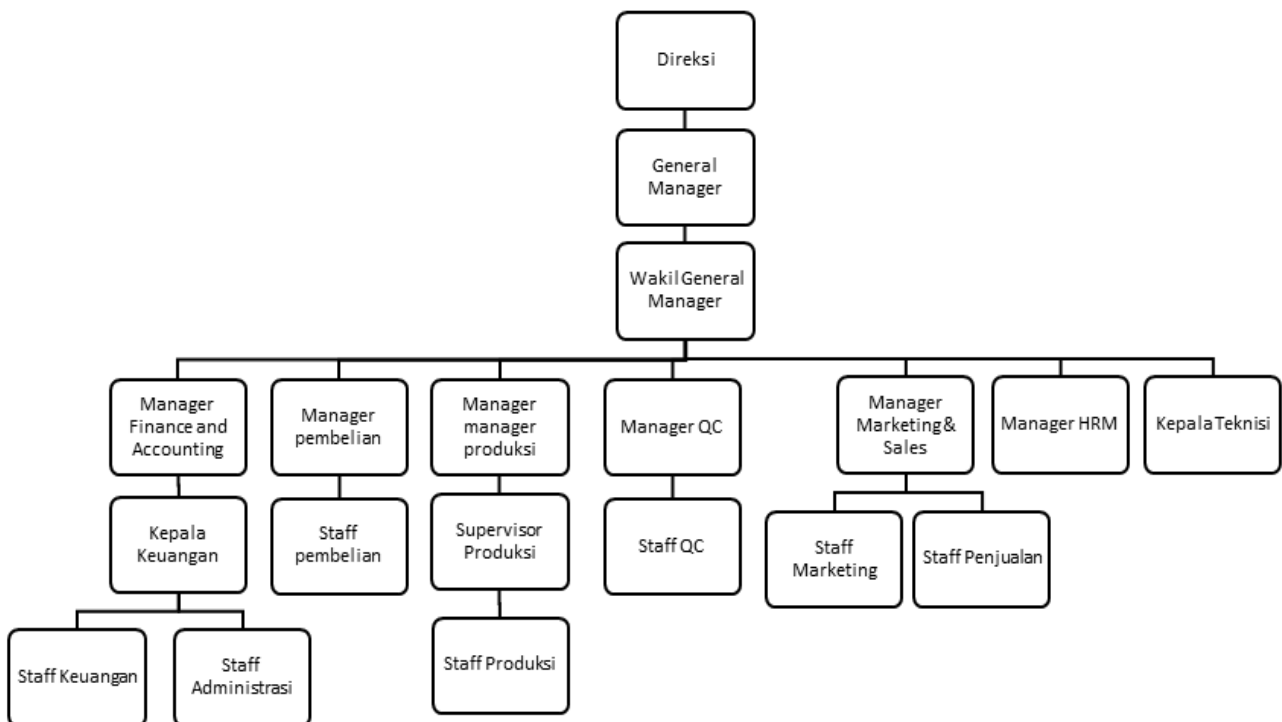 Direksi
General
Manager
Wakil General
Manager
Manager
Finance and
Accounting
Manager
pembelian
Manager
manager
produksi
Manager QC
Manager
Marketing &
Sales
Manager HRM
Kepala Teknisi
Kepala
Keuangan
Staff
pembelian
Supervisor
Produksi
Staff QC
Staff
Marketing
Staff Penjualan
Staff Keuangan
Staff
Administrasi
Staff Produksi